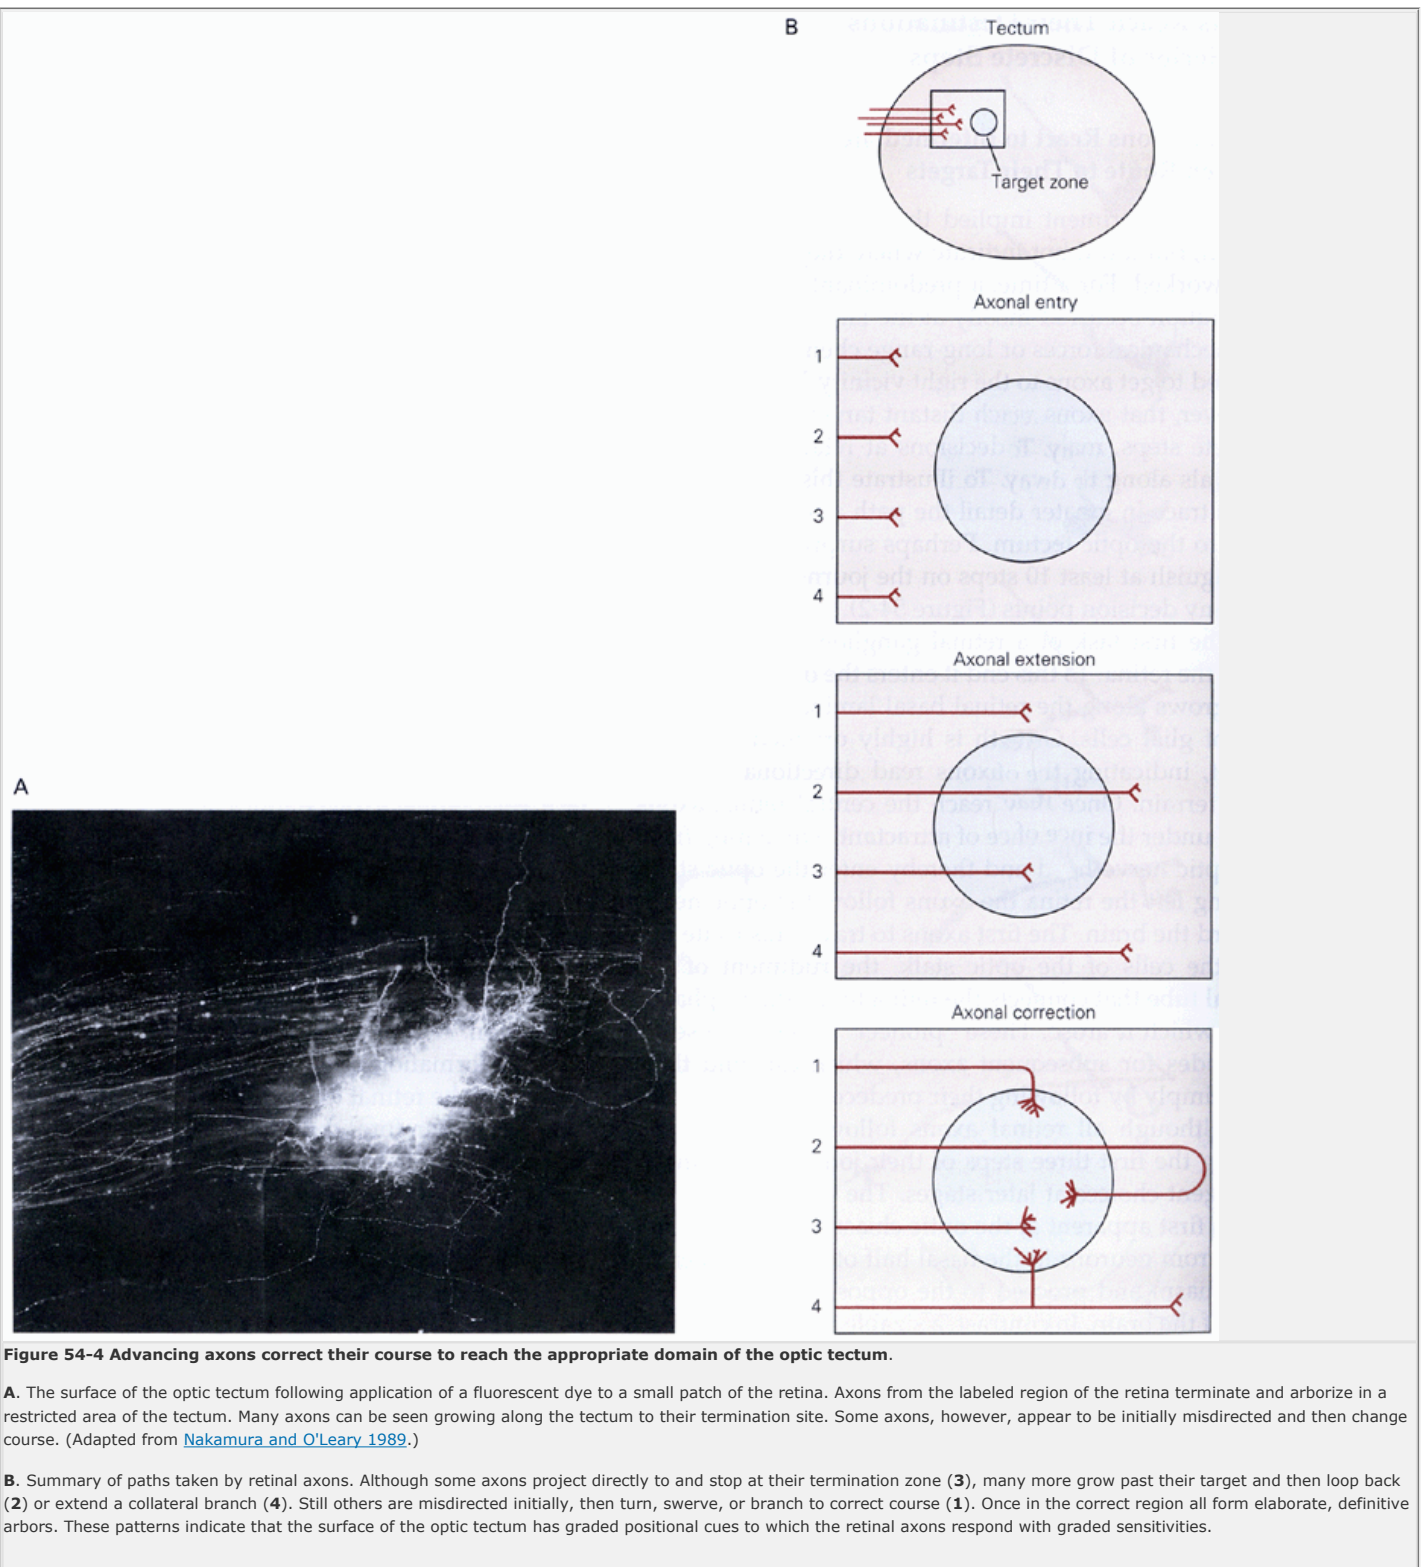 B
Tectum
Target zone
Axonal entry
1
2
3
4
Axonal extension
1
2
3
4
A
Axonal correction
1
2
3
4
Figure 54-4 Advancing axons correct their course to reach the appropriate domain of the optic tectum.
A. The surface of the optic tectum following application of a fluorescent dye to a small patch of the retina. Axons from the labeled region of the retina terminate and arborize in a
restricted area of the tectum. Many axons can be seen growing along the tectum to their termination site. Some axons, however, appear to be initially misdirected and then change
course. (Adapted from Nakamura and O'Leary 1989.)
B. Summary of paths taken by retinal axons. Although some axons project directly to and stop at their termination zone (3), many more grow past their target and then loop back
(2) or extend a collateral branch (4). Still others are misdirected initially, then turn, swerve, or branch to correct course (1). Once in the correct region all form elaborate, definitive
arbors. These patterns indicate that the surface of the optic tectum has graded positional cues to which the retinal axons respond with graded sensitivities.